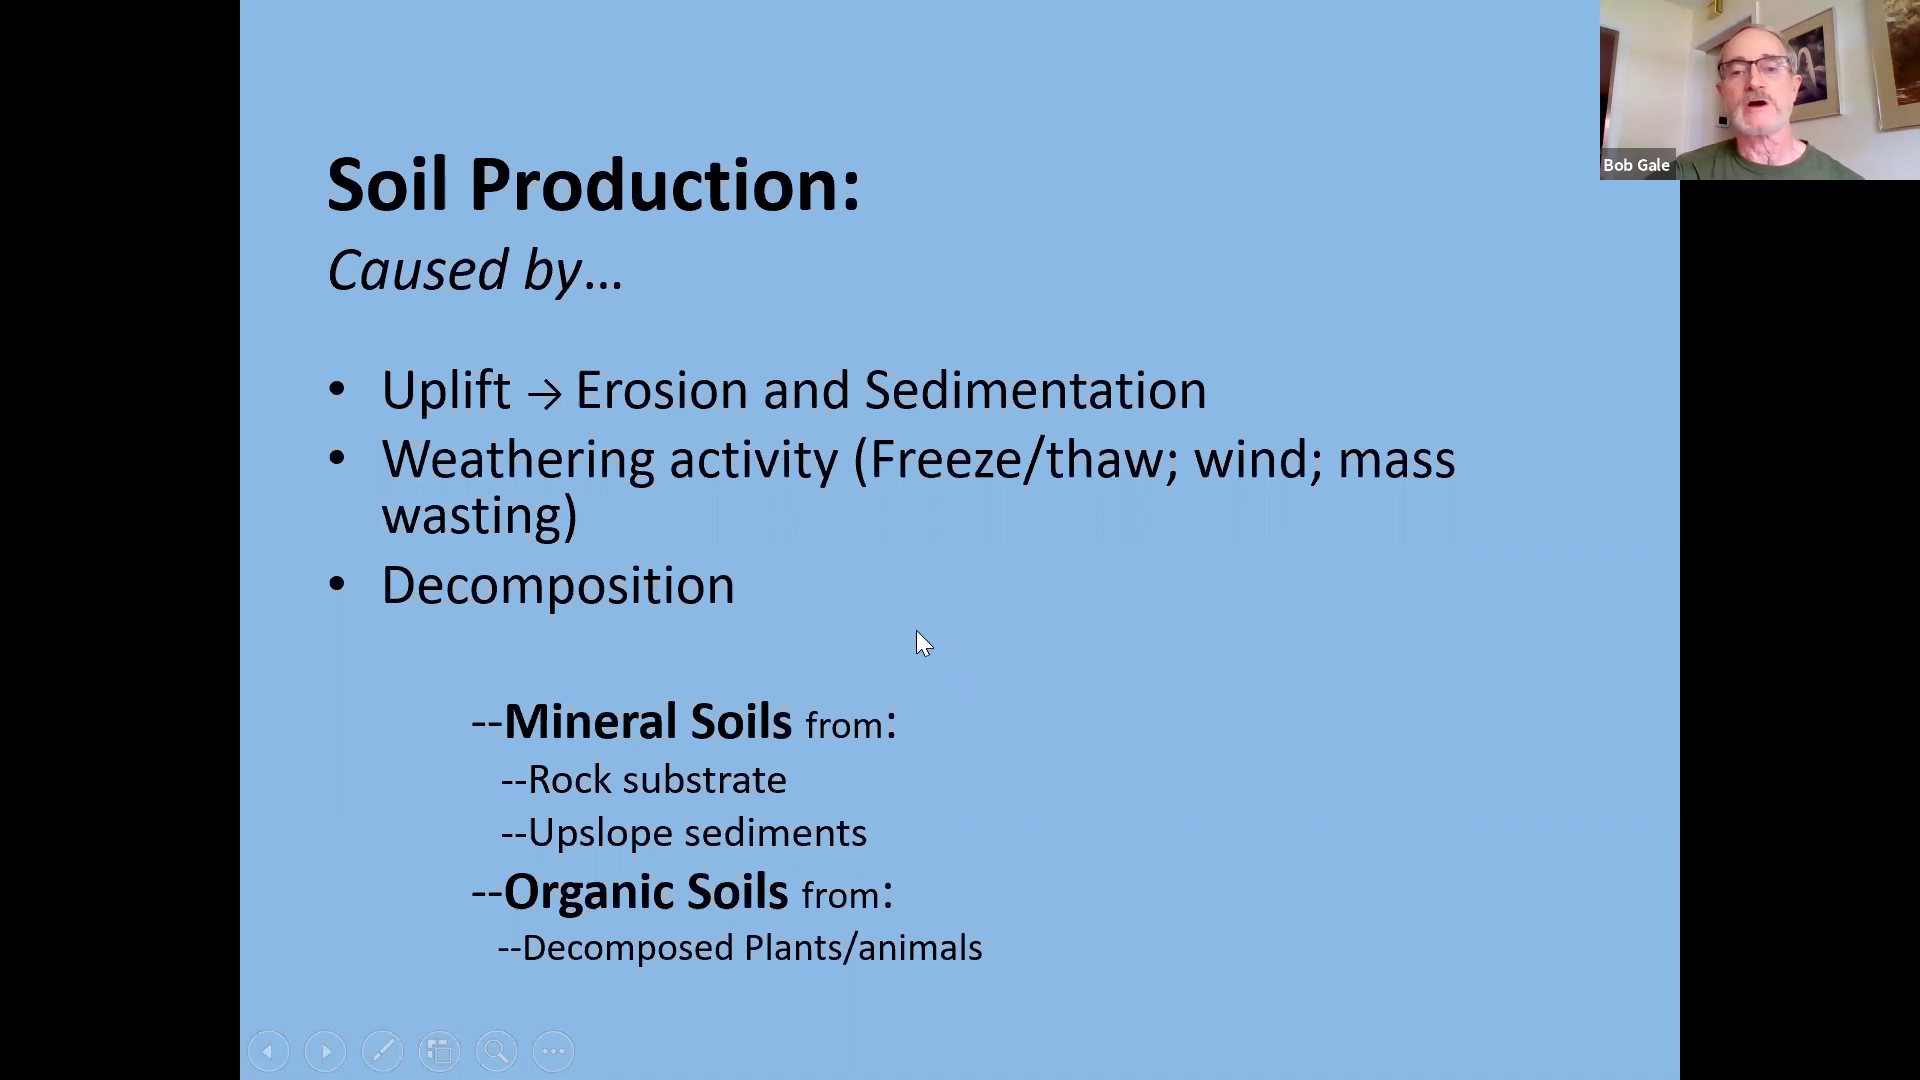 Soil Production:
Caused by...
• Uplift → Erosion and Sedimentation
• Weathering activity (Freeze/thaw; wind; mass
wasting)
• Decomposition
--Mineral Soils from:
--Rock substrate
--Upslope sediments
--Organic Soils from:
--Decomposed Plants/animals
Bob Gale